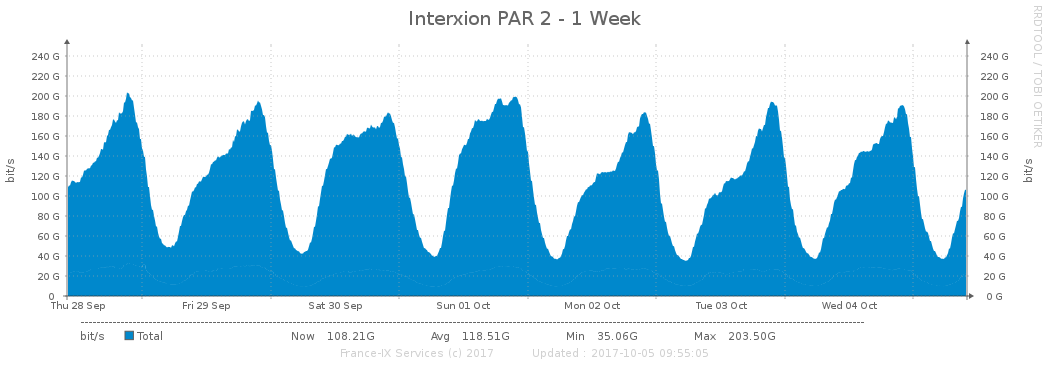 Interxion PAR 2 - 1 Week
RRDTOOL / TOBI OETIKER
bit/s
240 G 240 G
220 G 220 G
200 G 200 G
180 G 180 G
160 G 160 G
140 G 140 G
120 G 120 G
100 G 100 G
80 G 80 G
60 G 60 G
40 G 40 G
20 G 20 G
0 0 G
bit/s
Thu 28 Sep Fri 29 Sep Sat 30 Sep Sun 01 Oct Mon 02 Oct Tue 03 Oct Wed 04 Oct
bit/s Total Now 108.21G Avg 118.51G Min 35.06G Max 203.50G
France-IX Services (c) 2017 Updated : 2017-10-05 09:55:05